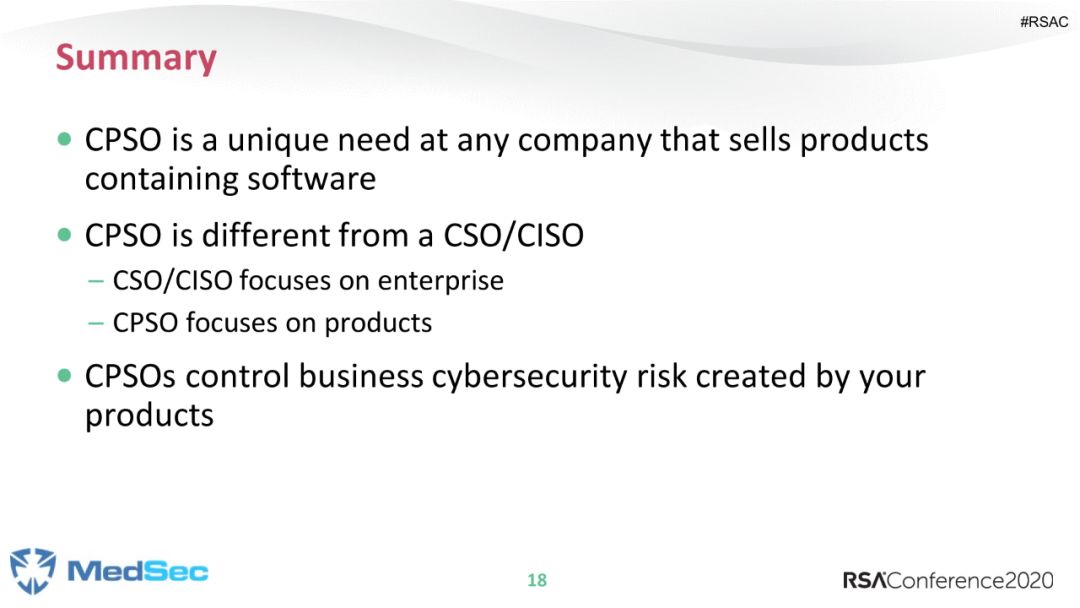 #RSAC
Summary
• CPSO is a unique need at any company that sells products
containing software
• CPSO is different from a CSO/CISO
– CSO/CISO focuses on enterprise
– CPSO focuses on products
• CPSOs control business cybersecurity risk created by your
products
MedSec
18
RSAConference2020